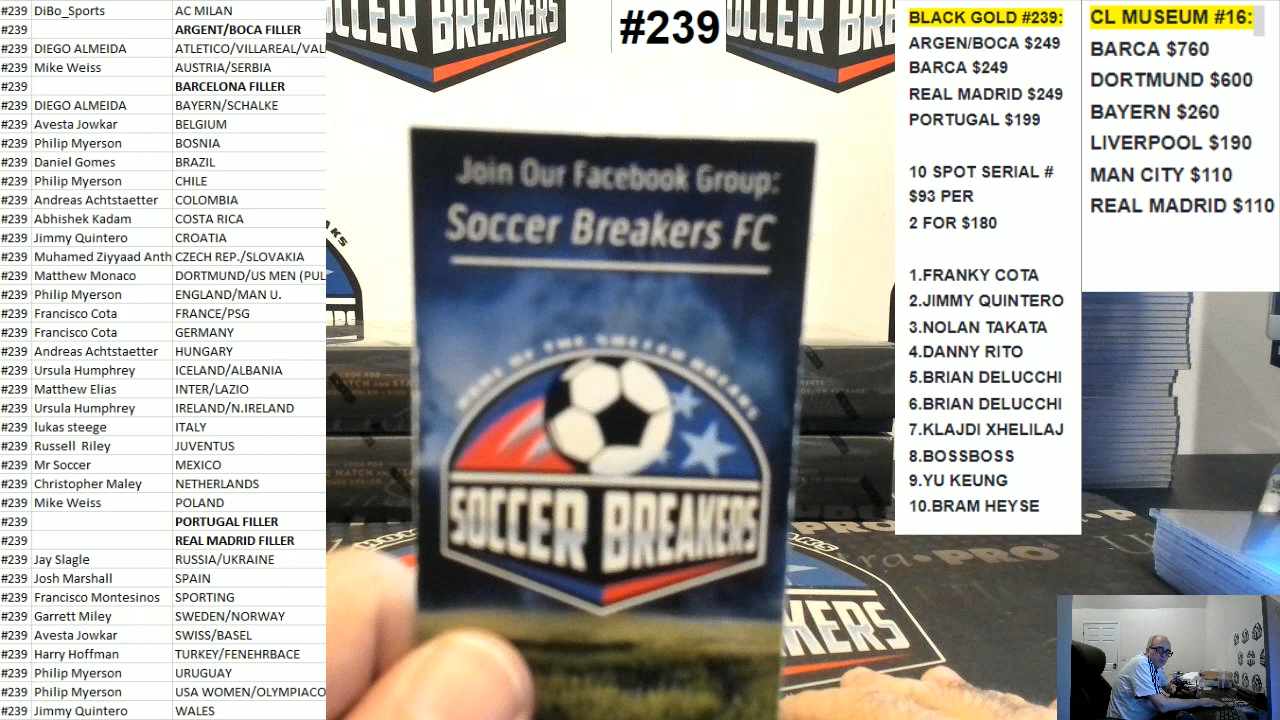 #239 DiBo_Sports AC MILAN
#239 ARGENT/BOCA FILLER
#239 DIEGO ALMEIDA ATLETICO/VILLAREAL/VAL
#239 Mike Weiss AUSTRIA/SERBIA
#239 BARCELONA FILLER
#239 DIEGO ALMEIDA BAYERN/SCHALKE
#239 Avesta Jowkar BELGIUM
#239 Philip Myerson BOSNIA
#239 Daniel Gomes BRAZIL
#239 Philip Myerson CHILE
#239 Andreas Achtstaetter COLOMBIA
#239 Abhishek Kadam COSTA RICA
#239 Jimmy Quintero CROATIA
#239 Muhamed Ziyyaad Anth CZECH REP./SLOVAKIA
#239 Matthew Monaco DORTMUND/US MEN (PUL
#239 Philip Myerson ENGLAND/MAN U.
#239 Francisco Cota FRANCE/PSG
#239 Francisco Cota GERMANY
#239 Andreas Achtstaetter HUNGARY
#239 Ursula Humphrey ICELAND/ALBANIA
#239 Matthew Elias INTER/LAZIO
#239 Ursula Humphrey IRELAND/N.IRELAND
#239 lukas steege ITALY
#239 Russell Riley JUVENTUS
#239 Mr Soccer MEXICO
#239 Christopher Maley NETHERLANDS
#239 Mike Weiss POLAND
#239 PORTUGAL FILLER
#239 REAL MADRID FILLER
#239 Jay Slagle RUSSIA/UKRAINE
#239 Josh Marshall SPAIN
#239 Francisco Montesinos SPORTING
#239 Garrett Miley SWEDEN/NORWAY
#239 Avesta Jowkar SWISS/BASEL
#239 Harry Hoffman TURKEY/FENEHRBACE
#239 Philip Myerson URUGUAY
#239 Philip Myerson USA WOMEN/OLYMPIACO
#239 Jimmy Quintero WALES
SOCCER BREAKERS
#239
CCER BREAKERS
Join Our Facebook Group:
Soccer Breakers FC
OF THE SOCCER BREAKS
SOCCER BREAKERS
PRO
PRO
KERS
BLACK GOLD #239:
ARGEN/BOCA $249
BARCA $249
REAL MADRID $249
PORTUGAL $199
10 SPOT SERIAL #
$93 PER
2 FOR $180
1.FRANKY COTA
2.JIMMY QUINTERO
3.NOLAN TAKATA
4.DANNY RITO
5.BRIAN DELUCCHI
6.BRIAN DELUCCHI
7.KLAJDI XHELILAJ
8.BOSSBOSS
9.YU KEUNG
10.BRAM HEYSE
CL MUSEUM #16:
BARCA $760
DORTMUND $600
BAYERN $260
LIVERPOOL $190
MAN CITY $110
REAL MADRID $110